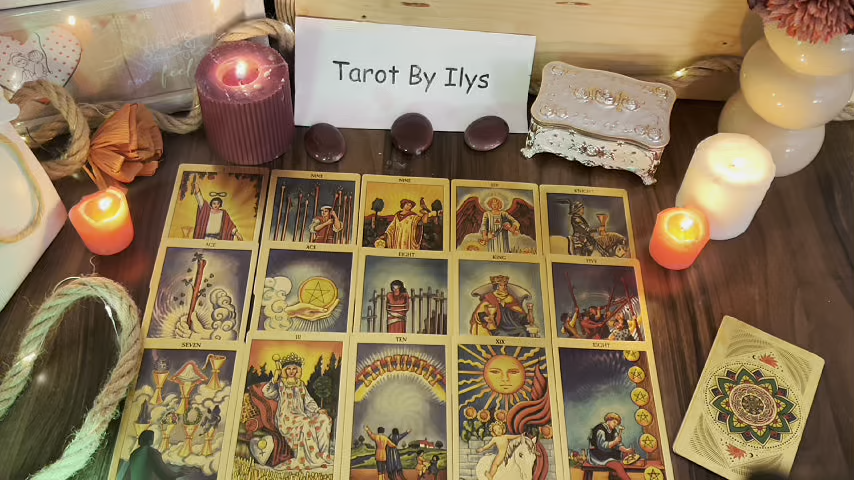 Tarot By Ilys
NINE
NINE
XIV
KNIGHT
ACE
ACE
EIGHT
KING
FIVE
SEVEN
III
TEN
XIX
EIGHT